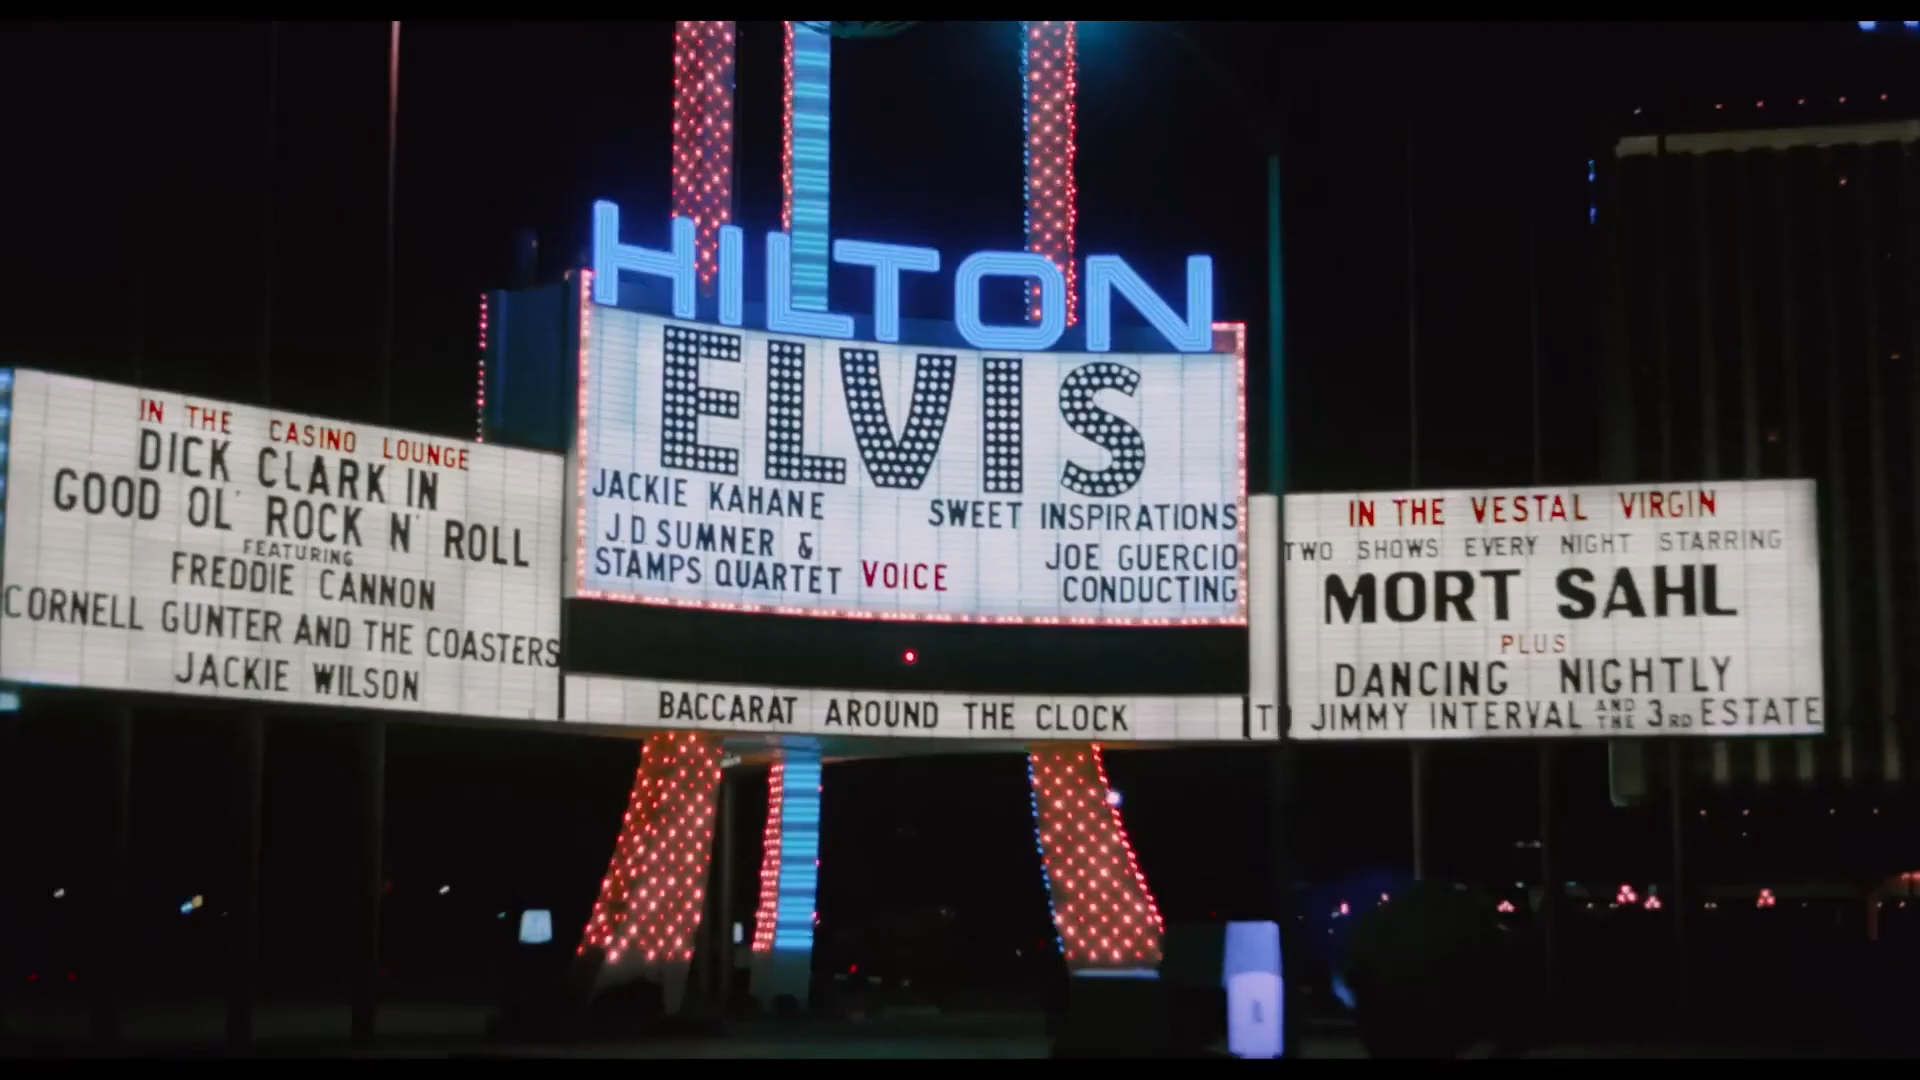 HILTON
ELVIS
JACKIE KAHANE
J.D. SUMNER &
STAMPS QUARTET VOICE
SWEET INSPIRATIONS
JOE GUERCIO
CONDUCTING
BACCARAT AROUND THE CLOCK
IN THE CASINO LOUNGE
DICK CLARK IN
GOOD OL' ROCK N' ROLL
FEATURING
FREDDIE CANNON
CORNELL GUNTER AND THE COASTERS
JACKIE WILSON
IN THE VESTAL VIRGIN
TWO SHOWS EVERY NIGHT STARRING
MORT SAHL
PLUS
DANCING NIGHTLY
JIMMY INTERVAL AND THE 3RD ESTATE